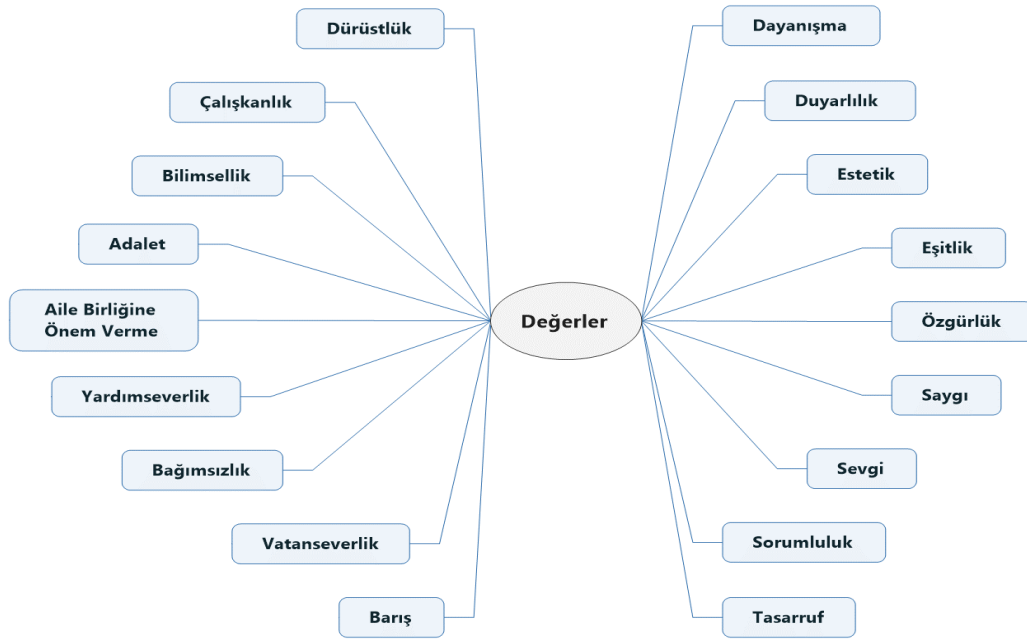 Dürüstlük
Çalışkanlık
Bilimsellik
Adalet
Aile Birliğine
Önem Verme
Yardımseverlik
Bağımsızlık
Vatanseverlik
Barış
Değerler
Dayanışma
Duyarlılık
Estetik
Eşitlik
Özgürlük
Saygı
Sevgi
Sorumluluk
Tasarruf